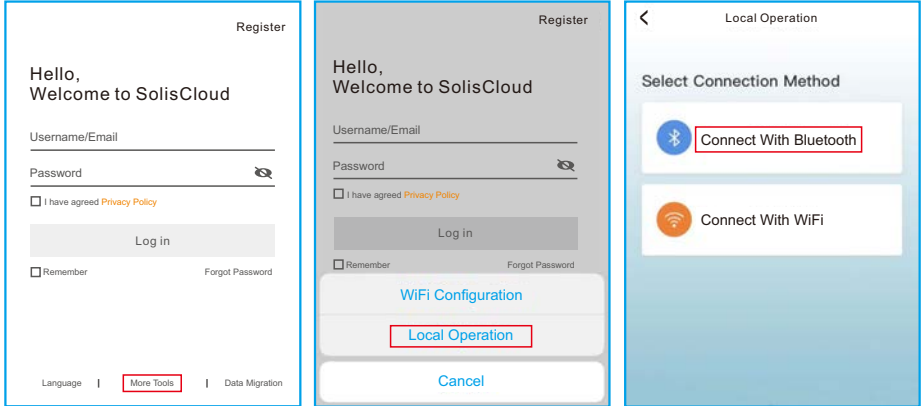 Register
Hello,
Welcome to SolisCloud
Username/Email
Password
I have agreed Privacy Policy
Log in
Remember Forgot Password
Language | More Tools | Data Migration
Register
Hello,
Welcome to SolisCloud
Username/Email
Password
I have agreed Privacy Policy
Log in
Remember Forgot Password
WiFi Configuration
Local Operation
Cancel
Local Operation
Select Connection Method
Connect With Bluetooth
Connect With WiFi